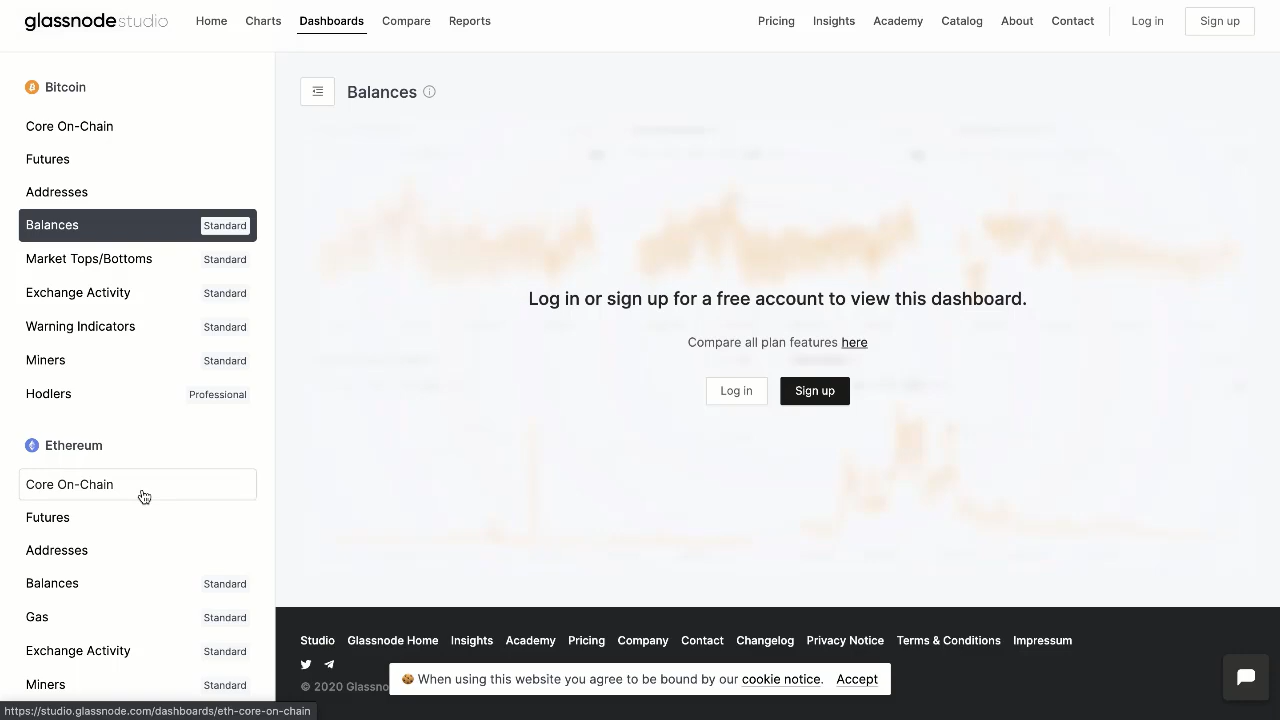 glassnode studio Home Charts Dashboards Compare Reports Pricing Insights Academy Catalog About Contact Log in Sign up
Bitcoin
Core On-Chain
Futures
Addresses
Balances Standard
Market Tops/Bottoms Standard
Exchange Activity Standard
Warning Indicators Standard
Miners Standard
Hodlers Professional
Ethereum
Core On-Chain
Futures
Addresses
Balances Standard
Gas Standard
Exchange Activity Standard
Miners Standard
https://studio.glassnode.com/dashboards/eth-core-on-chain
Balances
Log in or sign up for a free account to view this dashboard.
Compare all plan features here
Log in Sign up
Studio Glassnode Home Insights Academy Pricing Company Contact Changelog Privacy Notice Terms & Conditions Impressum
© 2020
When using this website you agree to be bound by our cookie notice. Accept